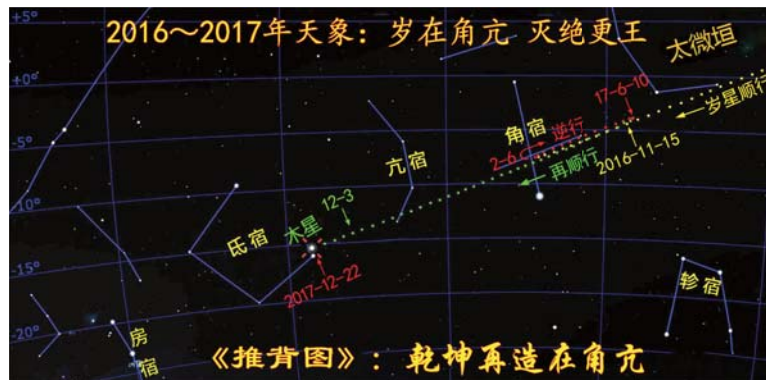 2016～2017年天象：岁在角亢 灭绝更王
太微垣
+5°
+0°
17-6-10
岁星顺行
角宿
逆行
-5°
2-6
2016-11-15
亢宿
再顺行
-10°
12-3
木星
氐宿
-15°
2017-12-22
轸宿
-20°
房宿
《推背图》：乾坤再造在角亢